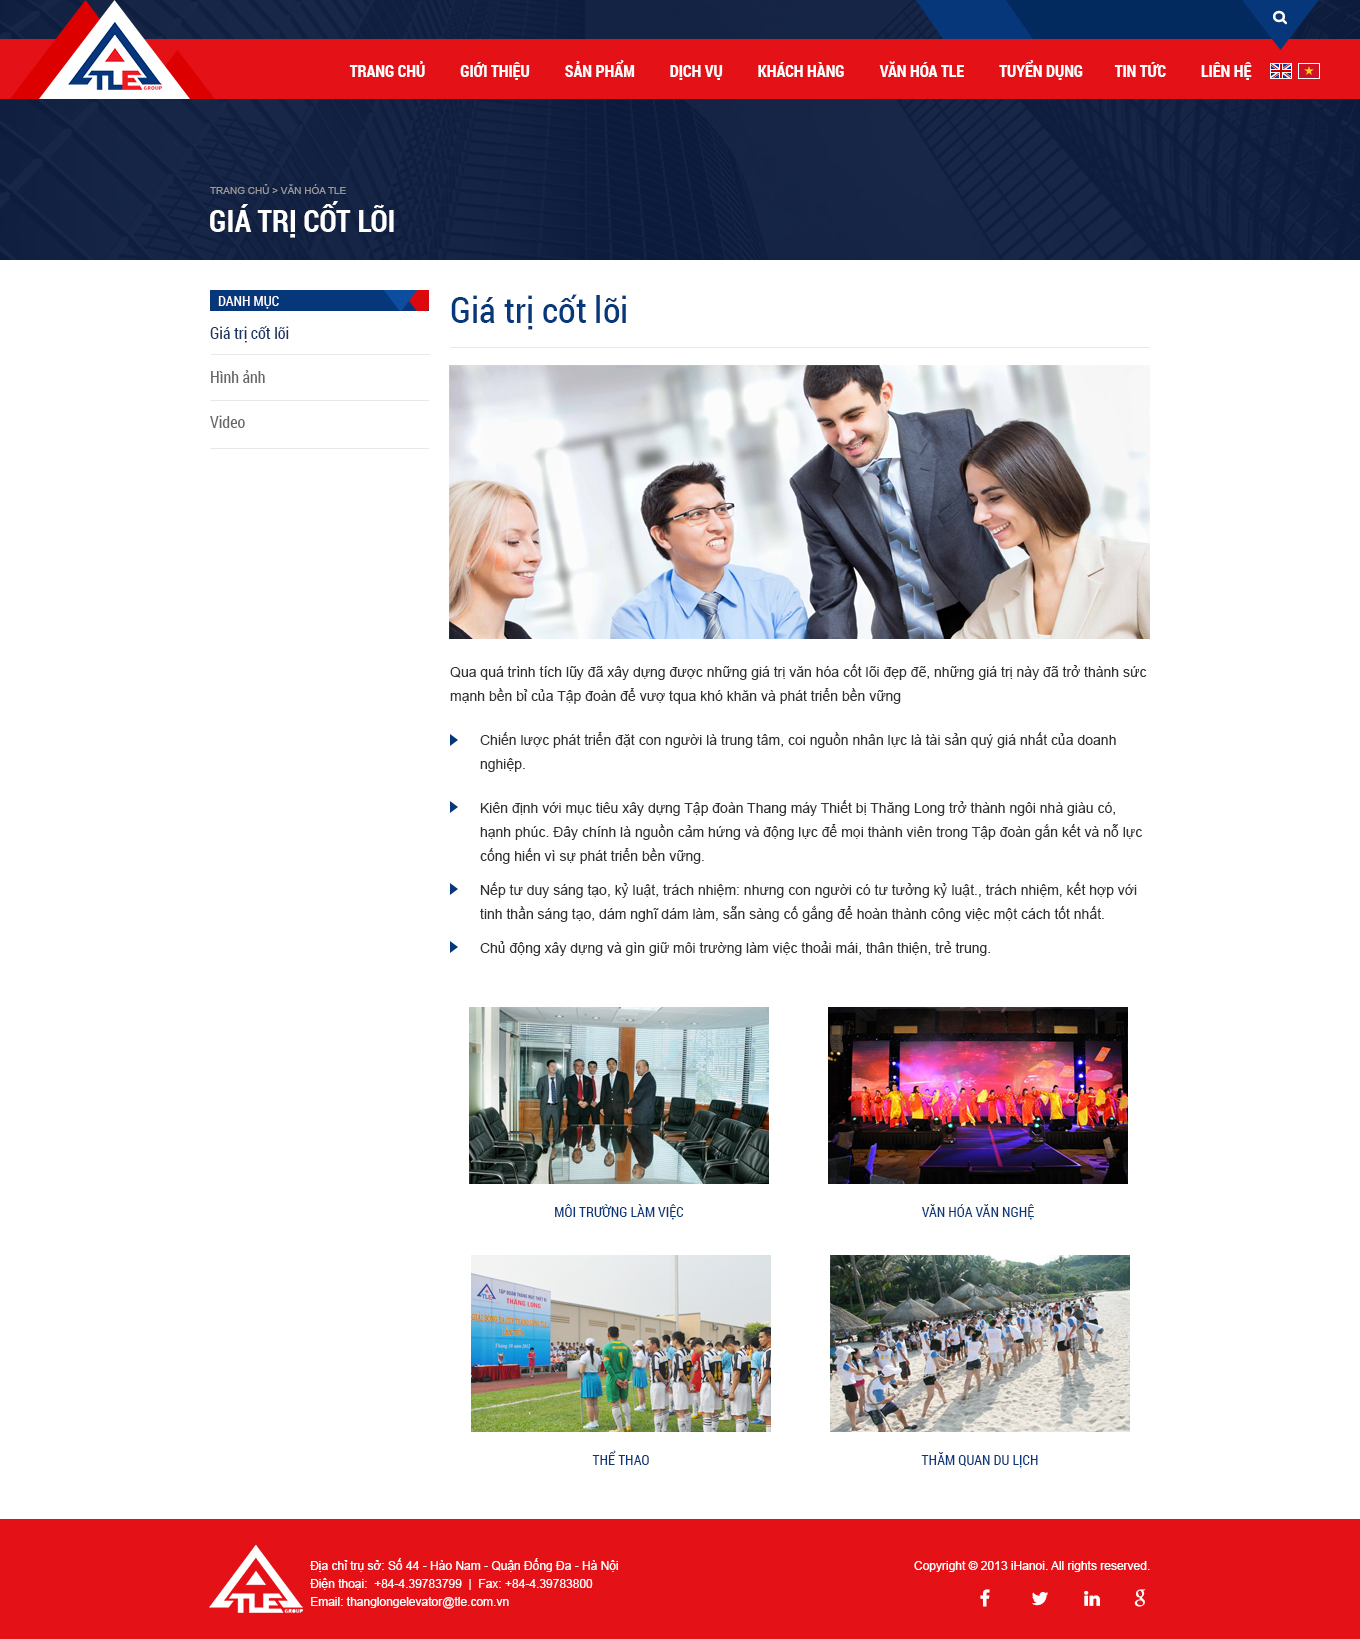 TLE GROUP
TRANG CHỦ GIỚI THIỆU SẢN PHẨM DỊCH VỤ KHÁCH HÀNG VĂN HÓA TLE TUYỂN DỤNG TIN TỨC LIÊN HỆ
TRANG CHỦ > VĂN HÓA TLE
GIÁ TRỊ CỐT LÕI
DANH MỤC
Giá trị cốt lõi
Hình ảnh
Video
Giá trị cốt lõi
Qua quá trình tích lũy đã xây dựng được những giá trị văn hóa cốt lõi đẹp đẽ, những giá trị này đã trở thành sức
mạnh bền bỉ của Tập đoàn để vượ tqua khó khăn và phát triển bền vững
Chiến lược phát triển đặt con người là trung tâm, coi nguồn nhân lực là tài sản quý giá nhất của doanh
nghiệp.
Kiên định với mục tiêu xây dựng Tập đoàn Thang máy Thiết bị Thăng Long trở thành ngôi nhà giàu có,
hạnh phúc. Đây chính là nguồn cảm hứng và động lực để mọi thành viên trong Tập đoàn gắn kết và nỗ lực
cống hiến vì sự phát triển bền vững.
Nếp tư duy sáng tạo, kỷ luật, trách nhiệm: nhưng con người có tư tưởng kỷ luật., trách nhiệm, kết hợp với
tinh thần sáng tạo, dám nghĩ dám làm, sẵn sàng cố gắng để hoàn thành công việc một cách tốt nhất.
Chủ động xây dựng và gìn giữ môi trường làm việc thoải mái, thân thiện, trẻ trung.
MÔI TRƯỜNG LÀM VIỆC
VĂN HÓA VĂN NGHỆ
TLE
TẬP ĐOÀN THANG MÁY THIẾT BỊ
THĂNG LONG
THỂ THAO
THĂM QUAN DU LỊCH
TLE GROUP
Địa chỉ trụ sở: Số 44 - Hào Nam - Quận Đống Đa - Hà Nội
Điện thoại: +84-4.39783799 | Fax: +84-4.39783800
Email: thanglongelevator@tle.com.vn
Copyright © 2013 iHanoi. All rights reserved.